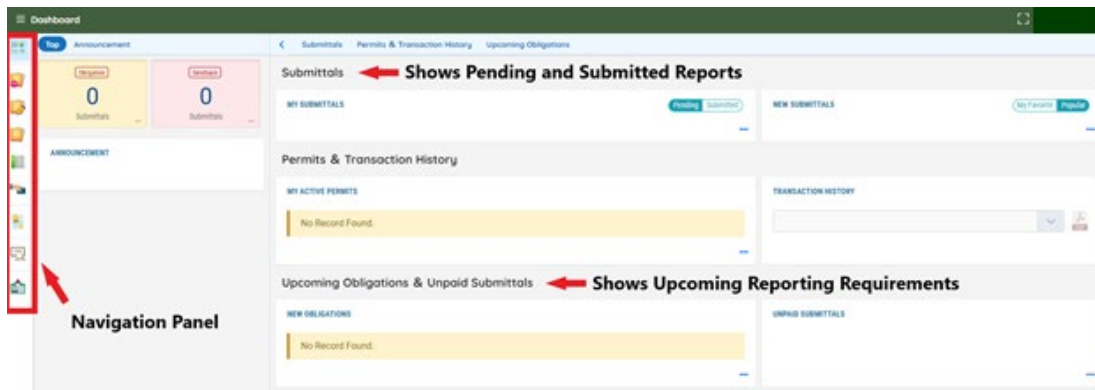 Dashboard
Top Announcement
Submittals Permits & Transaction History Upcoming Obligations
0
Submittals
0
Submittals
ANNOUNCEMENT
Navigation Panel
Submittals
Shows Pending and Submitted Reports
MY SUBMITTALS
Pending Submitted
NEW SUBMITTALS
My Favorite Popular
Permits & Transaction History
MY ACTIVE PERMITS
No Record Found.
TRANSACTION HISTORY
Upcoming Obligations & Unpaid Submittals
Shows Upcoming Reporting Requirements
NEW OBLIGATIONS
No Record Found.
UNPAID SUBMITTALS